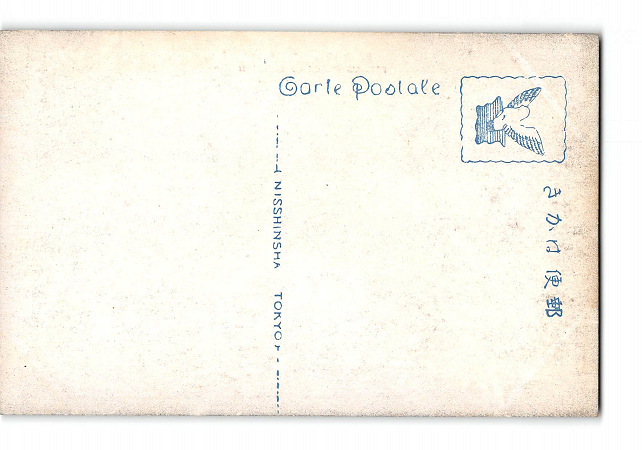 Carte Postale
NISSHINSHA TOKYO
きかは便郵